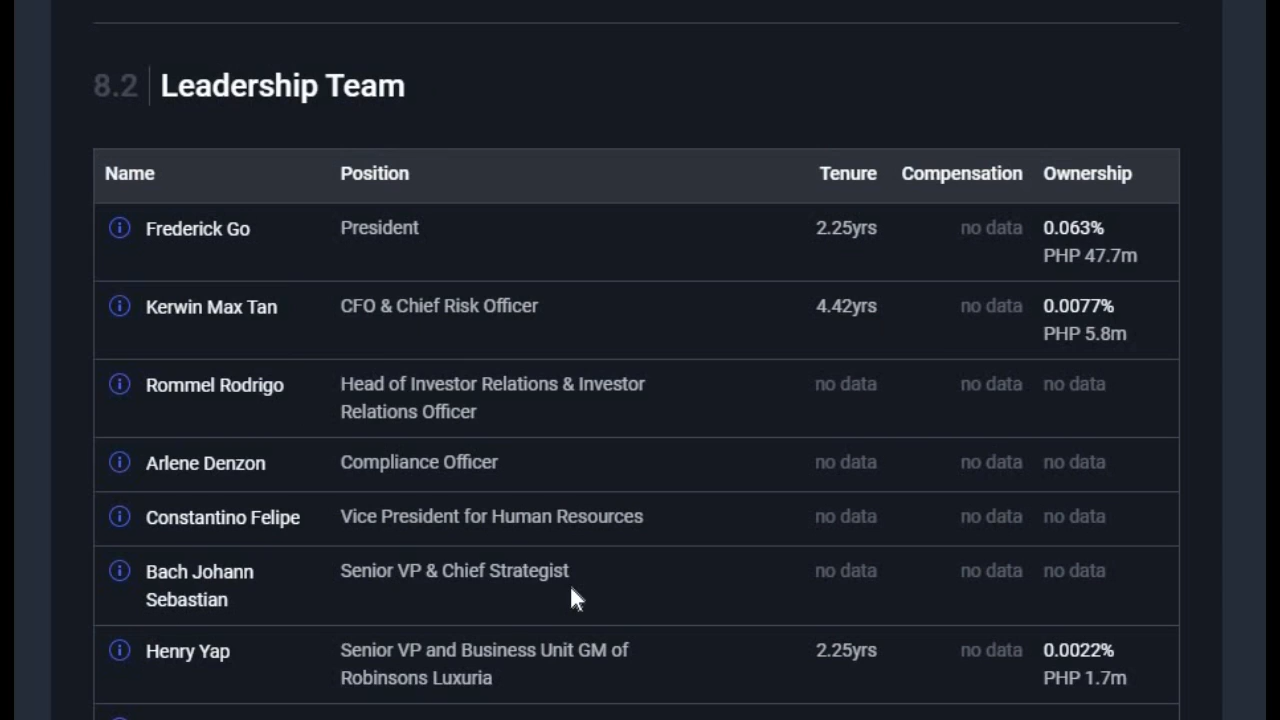 8.2 Leadership Team
Name Position Tenure Compensation Ownership
Frederick Go President 2.25yrs no data 0.063%
PHP 47.7m
Kerwin Max Tan CFO & Chief Risk Officer 4.42yrs no data 0.0077%
PHP 5.8m
Rommel Rodrigo Head of Investor Relations & Investor no data no data no data
Relations Officer
Arlene Denzon Compliance Officer no data no data no data
Constantino Felipe Vice President for Human Resources no data no data no data
Bach Johann Senior VP & Chief Strategist no data no data no data
Sebastian
Henry Yap Senior VP and Business Unit GM of 2.25yrs no data 0.0022%
Robinsons Luxuria PHP 1.7m